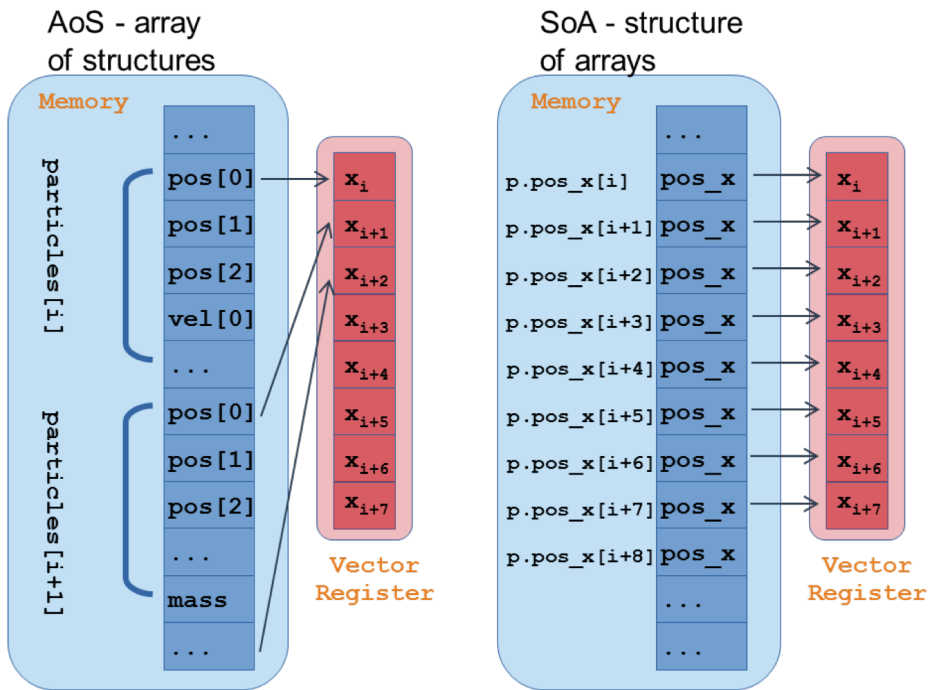 AoS - array
of structures
Memory
particles[i]
...
pos[0]
pos[1]
pos[2]
vel[0]
...
particles[i+1]
pos[0]
pos[1]
pos[2]
...
mass
...
xi
xi+1
xi+2
xi+3
xi+4
xi+5
xi+6
xi+7
Vector
Register
SoA - structure
of arrays
Memory
...
p.pos_x[i] pos_x xi
p.pos_x[i+1] pos_x xi+1
p.pos_x[i+2] pos_x xi+2
p.pos_x[i+3] pos_x xi+3
p.pos_x[i+4] pos_x xi+4
p.pos_x[i+5] pos_x xi+5
p.pos_x[i+6] pos_x xi+6
p.pos_x[i+7] pos_x xi+7
p.pos_x[i+8] pos_x
...
...
Vector
Register